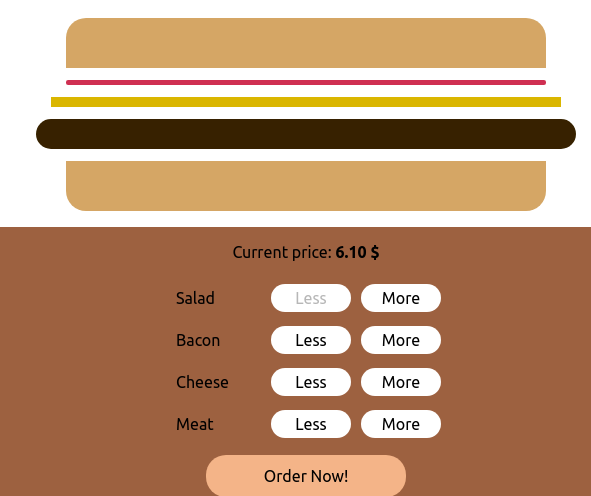 Current price: 6.10 $
Salad Less More
Bacon Less More
Cheese Less More
Meat Less More
Order Now!